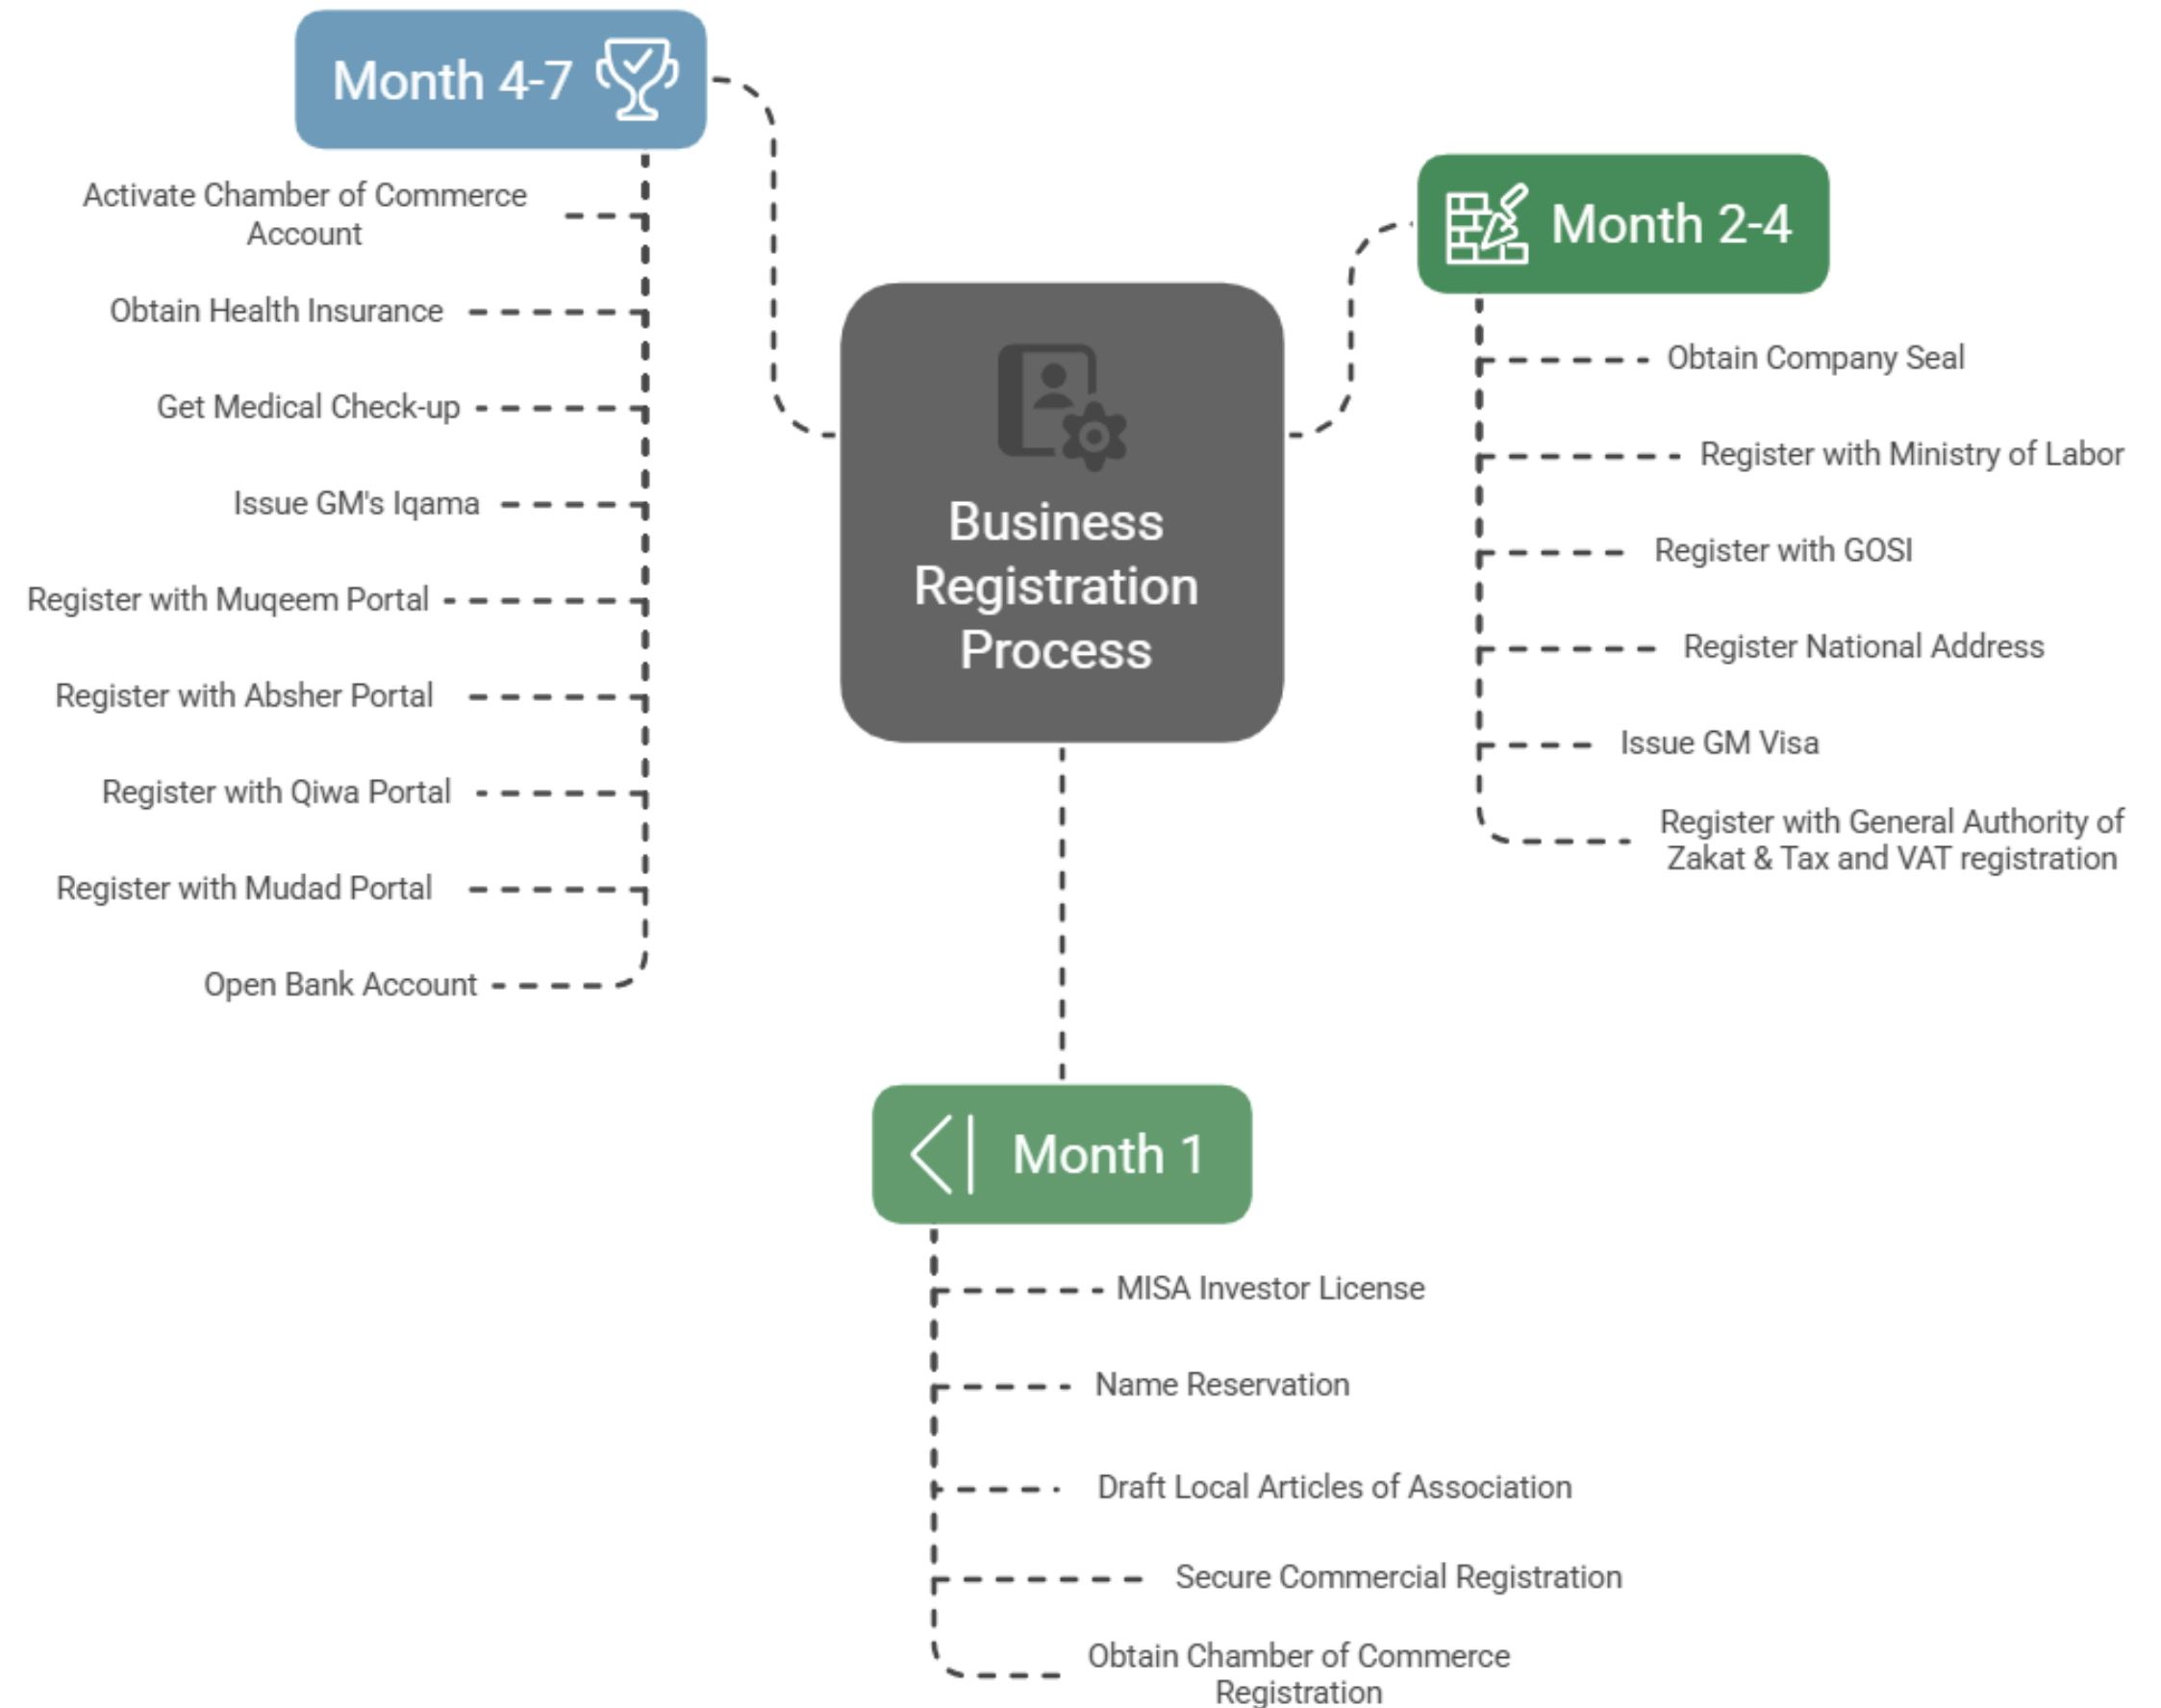 Month 4-7
Activate Chamber of Commerce
Account
Obtain Health Insurance
Get Medical Check-up
Issue GM's Iqama
Register with Muqeem Portal
Register with Absher Portal
Register with Qiwa Portal
Register with Mudad Portal
Open Bank Account
Business
Registration
Process
Month 2-4
Obtain Company Seal
Register with Ministry of Labor
Register with GOSI
Register National Address
Issue GM Visa
Register with General Authority of
Zakat & Tax and VAT registration
Month 1
MISA Investor License
Name Reservation
Draft Local Articles of Association
Secure Commercial Registration
Obtain Chamber of Commerce
Registration